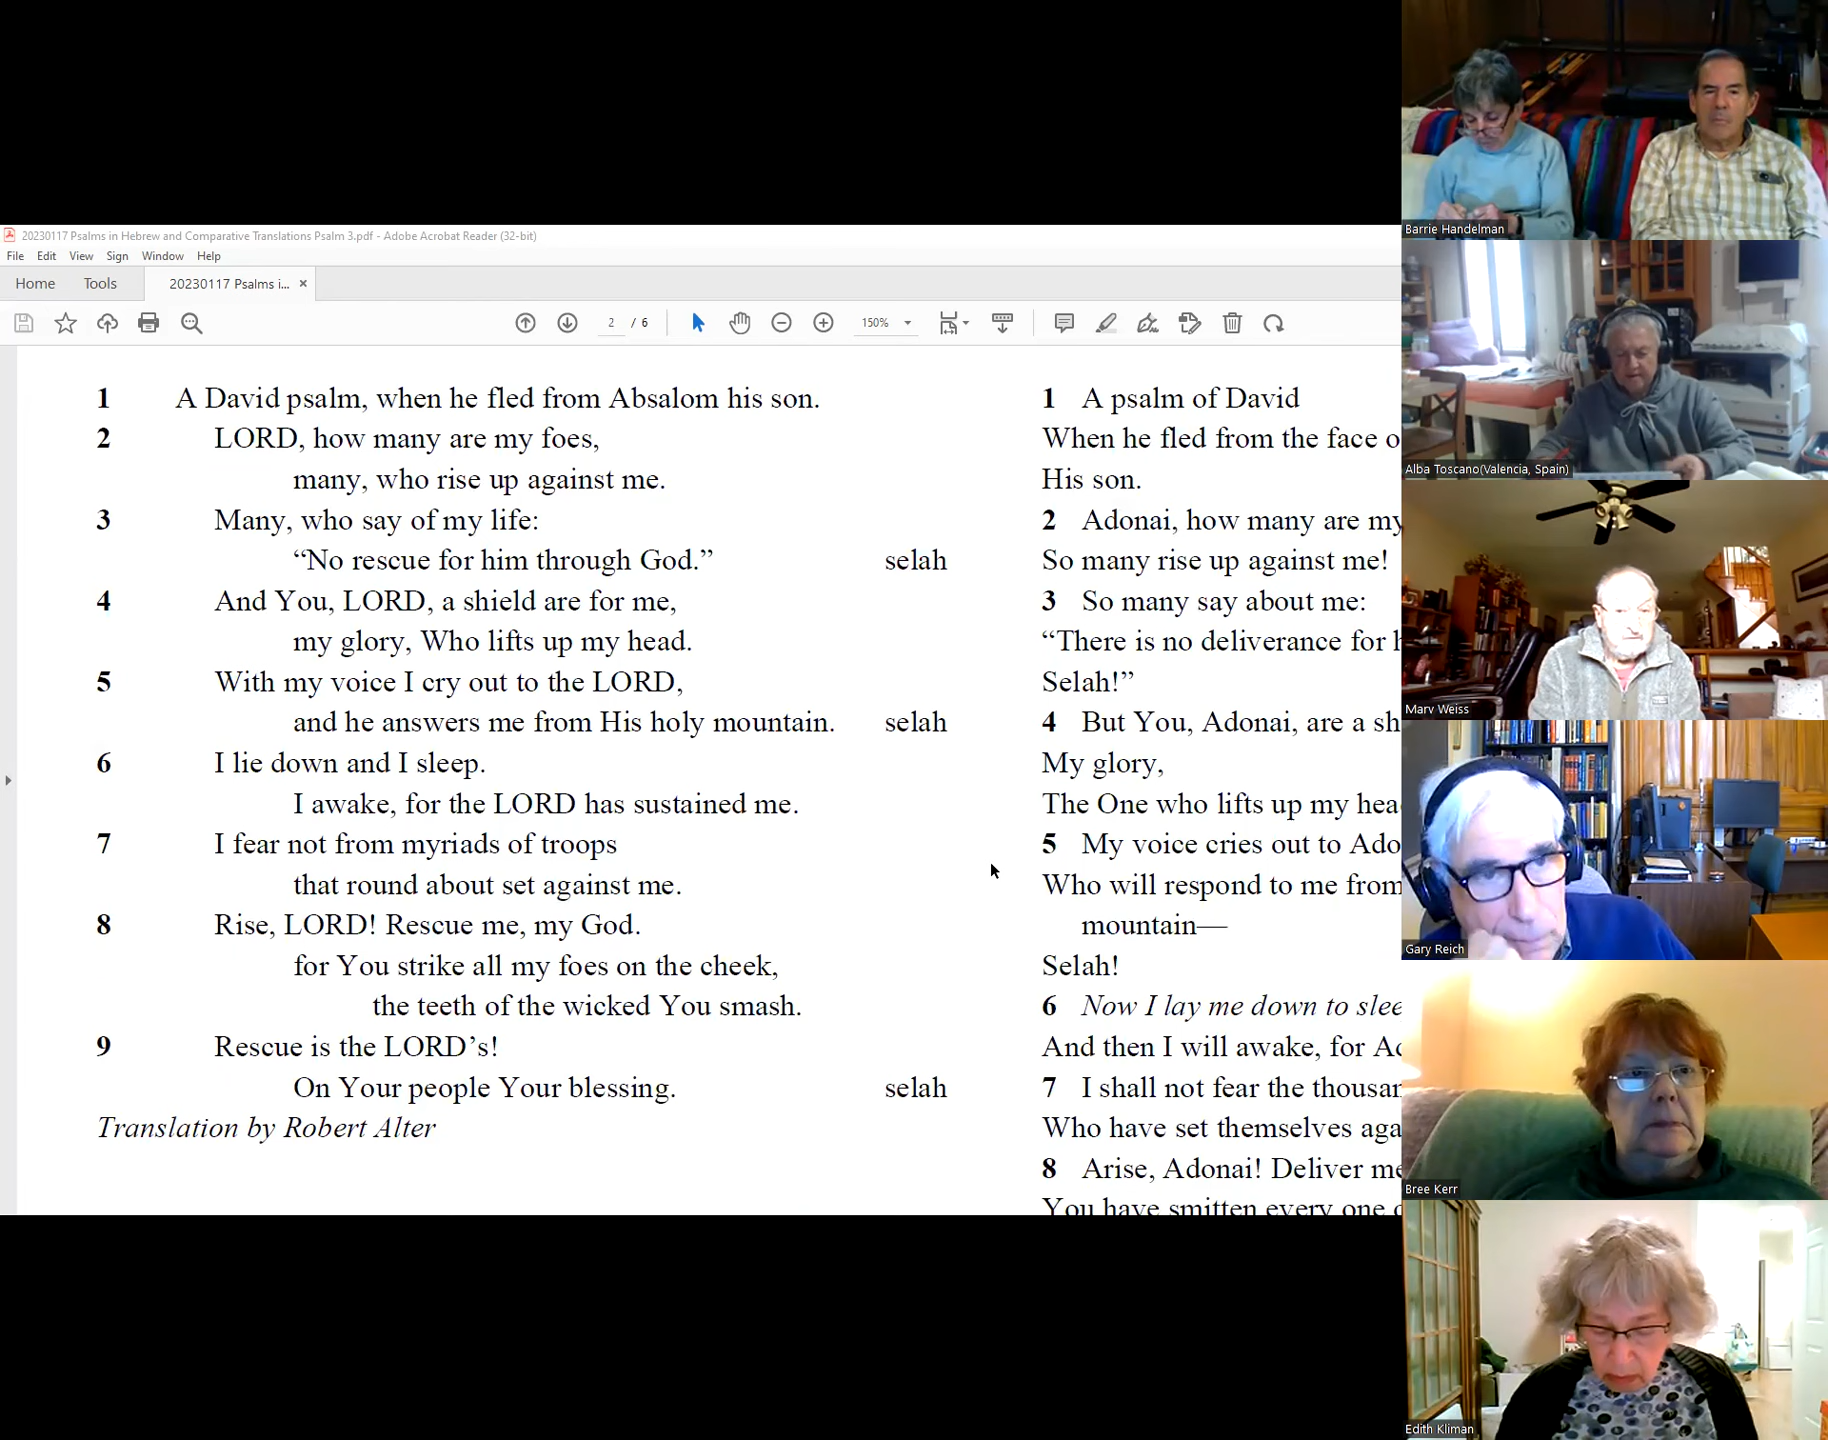 20230117 Psalms in Hebrew and Comparative Translations Psalm 3.pdf - Adobe Acrobat Reader (32-bit)
File Edit View Sign Window Help
Home Tools 20230117 Psalms i... ×
2 / 6 150%
1 A David psalm, when he fled from Absalom his son.
2 LORD, how many are my foes,
many, who rise up against me.
3 Many, who say of my life:
“No rescue for him through God.” selah
4 And You, LORD, a shield are for me,
my glory, Who lifts up my head.
5 With my voice I cry out to the LORD,
and he answers me from His holy mountain. selah
6 I lie down and I sleep.
I awake, for the LORD has sustained me.
7 I fear not from myriads of troops
that round about set against me.
8 Rise, LORD! Rescue me, my God.
for You strike all my foes on the cheek,
the teeth of the wicked You smash.
9 Rescue is the LORD’s!
On Your people Your blessing. selah
Translation by Robert Alter
1 A psalm of David
When he fled from the face
His son.
2 Adonai, how many are my
So many rise up against me!
3 So many say about me:
“There is no deliverance for
Selah!”
4 But You, Adonai, are a
My glory,
The One who lifts up my
5 My voice cries out to
Who will respond to me from
mountain—
Selah!
6 Now I lay me down to
And then I will awake, for
7 I shall not fear the
Who have set themselves
8 Arise, Adonai! Deliver me
You have smitten every one
Barrie Handelman
Alba Toscano(Valencia, Spain)
Marv Weiss
Gary Reich
Bree Kerr
Edith Kliman